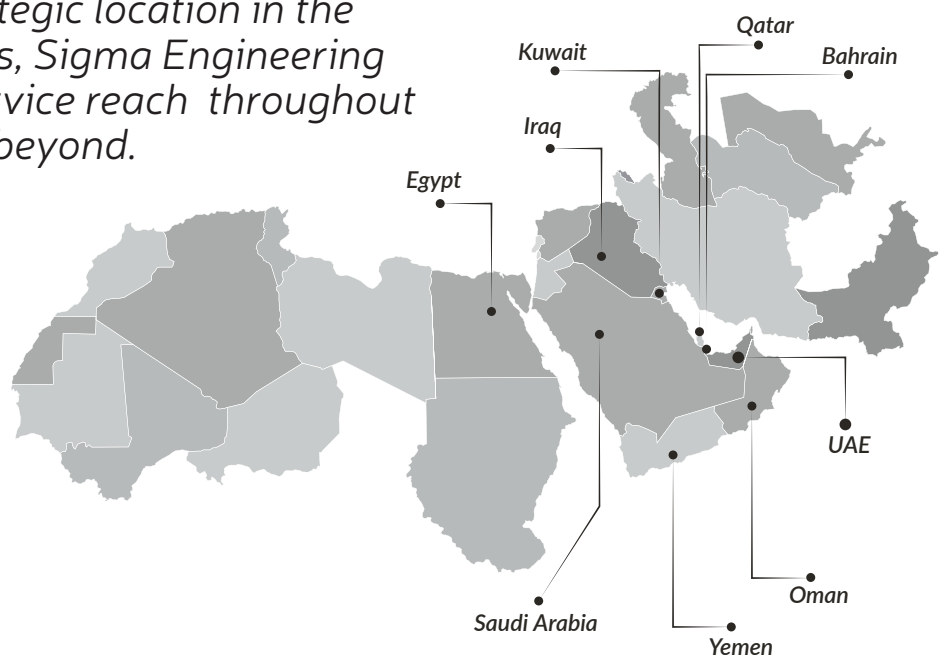 tegic location in the
s, Sigma Engineering
vice reach throughout
beyond.
Qatar
Kuwait
Bahrain
Iraq
Egypt
UAE
Oman
Saudi Arabia
Yemen